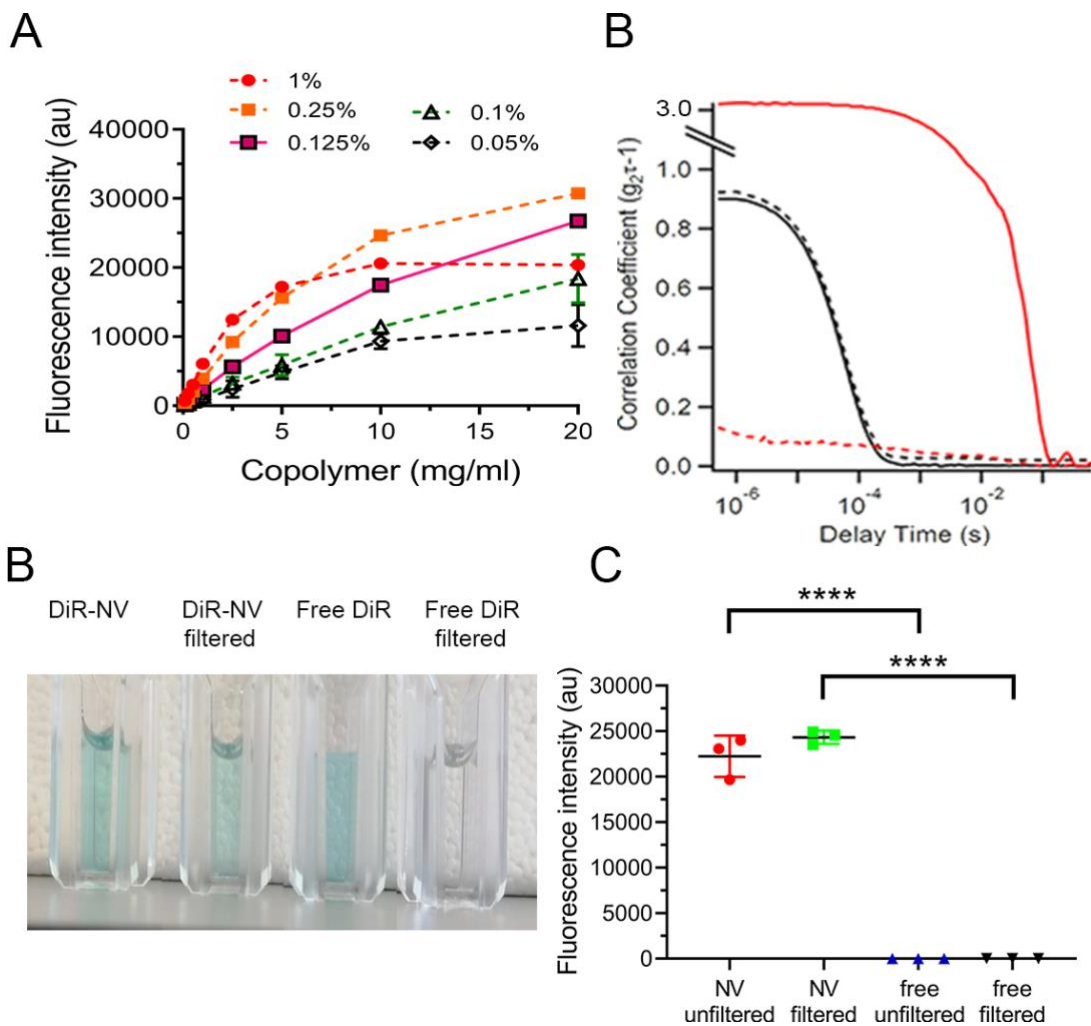 A
1%
0.25%
0.125%
0.1%
0.05%
Fluorescence intensity (au)
40000
30000
20000
10000
0
0
5
10
15
20
Copolymer (mg/ml)
B
Correlation Coefficient (g₂τ-1)
3.0
1.0
0.8
0.6
0.4
0.2
0.0
10⁻⁶
10⁻⁴
10⁻²
Delay Time (s)
B
DiR-NV
DiR-NV
filtered
Free DiR
Free DiR
filtered
C
****
****
Fluorescence intensity (au)
30000
25000
20000
15000
10000
5000
0
NV
unfiltered
NV
filtered
free
unfiltered
free
filtered